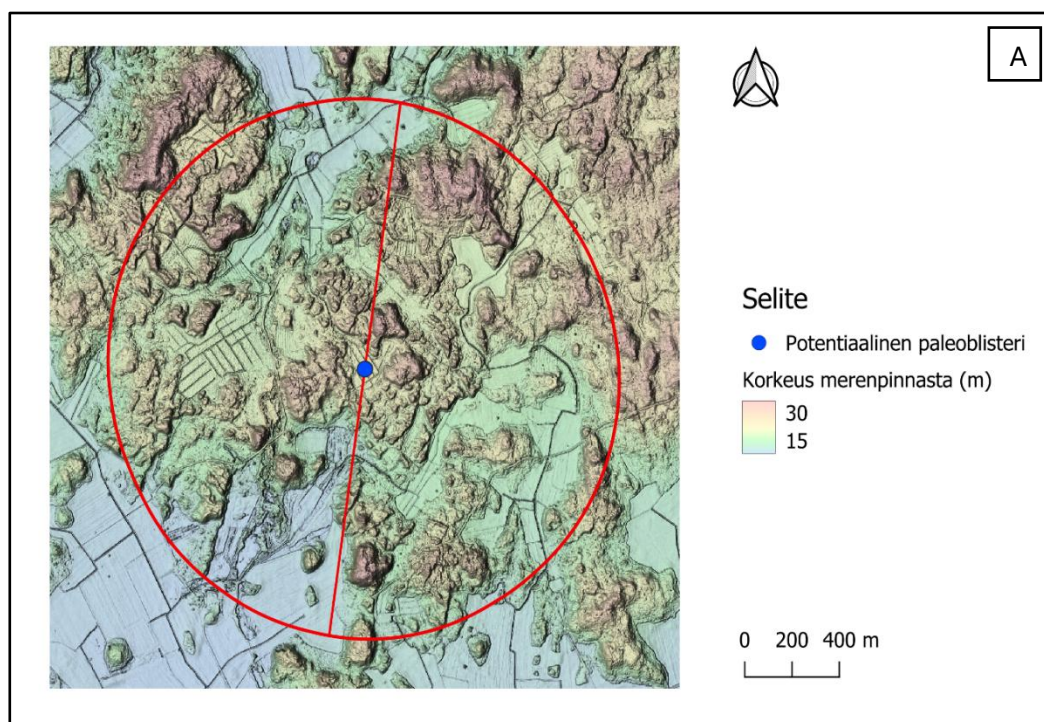 A
Selite
Potentiaalinen paleoblisteri
Korkeus merenpinnasta (m)
30
15
0 200 400 m